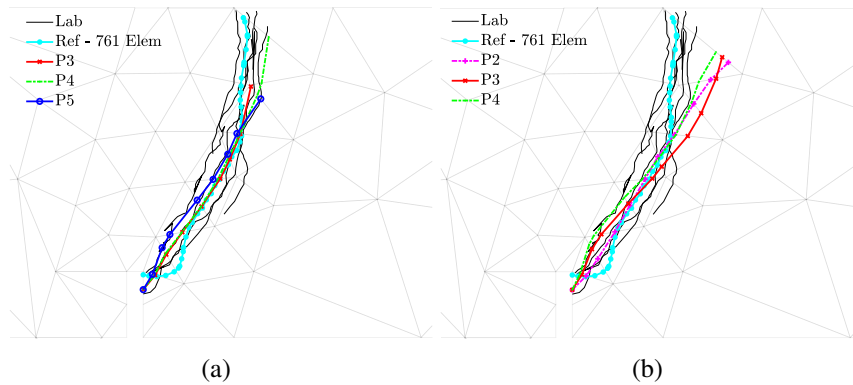 Lab
Ref - 761 Elem
P3
P4
P5
(a)
Lab
Ref - 761 Elem
P2
P3
P4
(b)